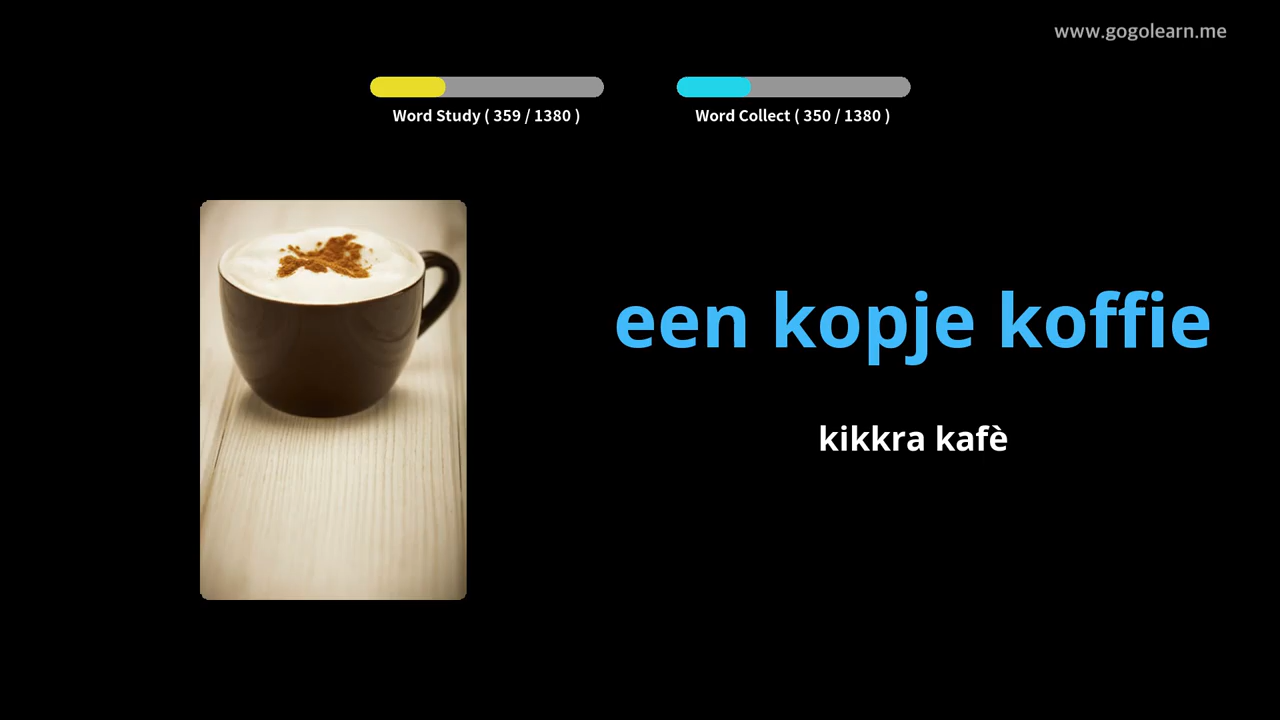 www.gogolearn.me
Word Study ( 359 / 1380 )
Word Collect ( 350 / 1380 )
een kopje koffie
kikkra kafè